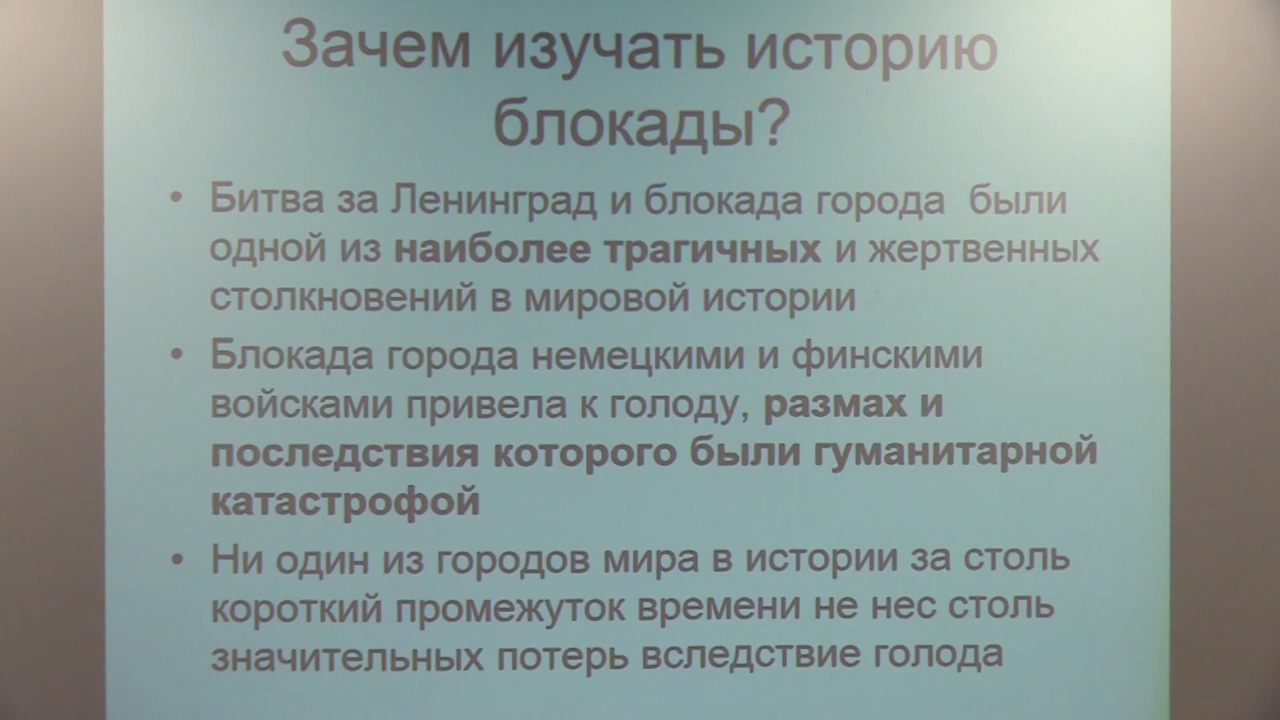 Зачем изучать историю
блокады?
• Битва за Ленинград и блокада города были
одной из наиболее трагичных и жертвенных
столкновений в мировой истории
• Блокада города немецкими и финскими
войсками привела к голоду, размах и
последствия которого были гуманитарной
катастрофой
• Ни один из городов мира в истории за столь
короткий промежуток времени не нес столь
значительных потерь вследствие голода